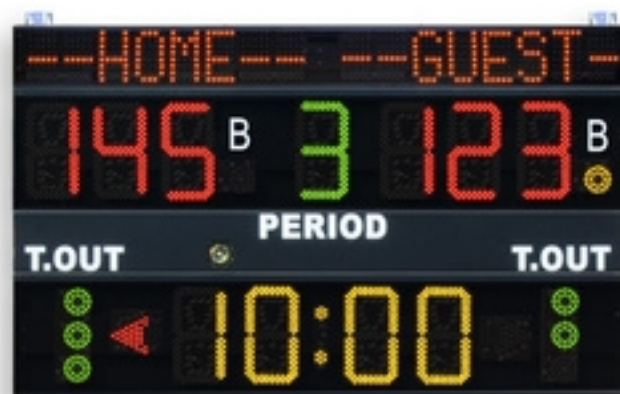 --HOME-- --GUEST-
145 B 3 123 B
PERIOD
T.OUT T.OUT
10:00